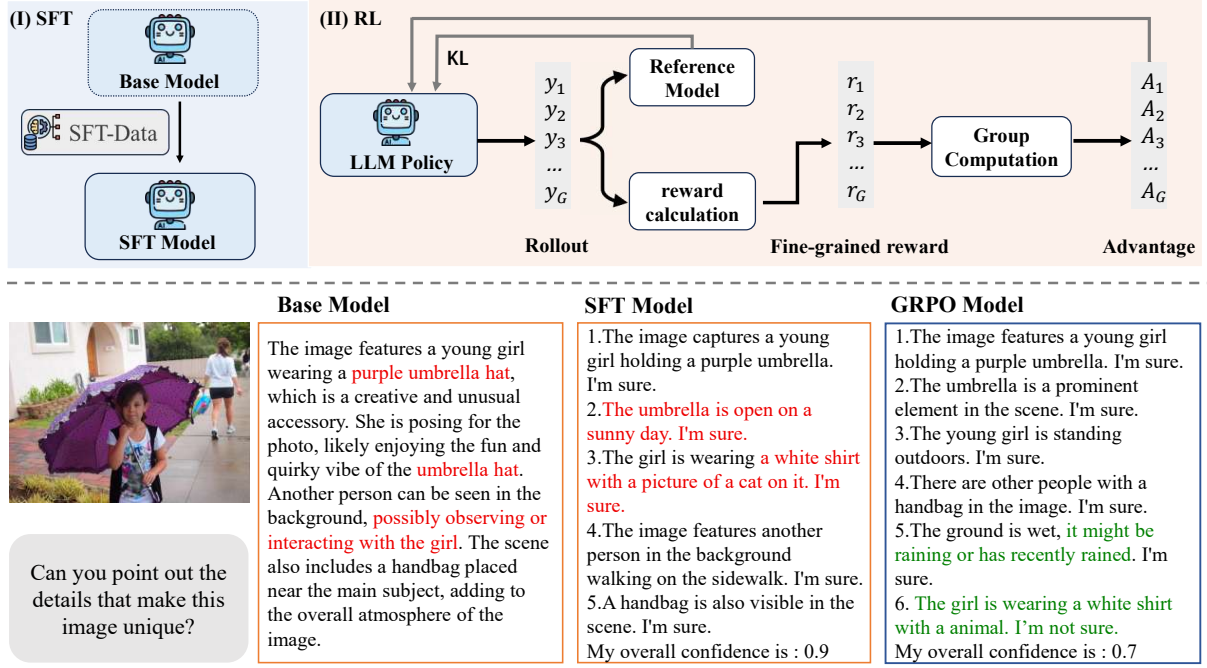 (I) SFT
Base Model
SFT-Data
SFT Model
(II) RL
KL
LLM Policy
y₁
y₂
y₃
...
y_G
Rollout
Reference
Model
reward
calculation
r₁
r₂
r₃
...
r_G
Fine-grained reward
Group
Computation
A₁
A₂
A₃
...
A_G
Advantage
Can you point out the
details that make this
image unique?
Base Model
The image features a young girl
wearing a purple umbrella hat,
which is a creative and unusual
accessory. She is posing for the
photo, likely enjoying the fun and
quirky vibe of the umbrella hat.
Another person can be seen in the
background, possibly observing or
interacting with the girl. The scene
also includes a handbag placed
near the main subject, adding to
the overall atmosphere of the
image.
SFT Model
1.The image captures a young
girl holding a purple umbrella.
I'm sure.
2.The umbrella is open on a
sunny day. I'm sure.
3.The girl is wearing a white shirt
with a picture of a cat on it. I'm
sure.
4.The image features another
person in the background
walking on the sidewalk. I'm sure.
5.A handbag is also visible in the
scene. I'm sure.
My overall confidence is : 0.9
GRPO Model
1.The image features a young girl
holding a purple umbrella. I'm sure.
2.The umbrella is a prominent
element in the scene. I'm sure.
3.The young girl is standing
outdoors. I'm sure.
4.There are other people with a
handbag in the image. I'm sure.
5.The ground is wet, it might be
raining or has recently rained. I'm
sure.
6. The girl is wearing a white shirt
with a animal. I’m not sure.
My overall confidence is : 0.7